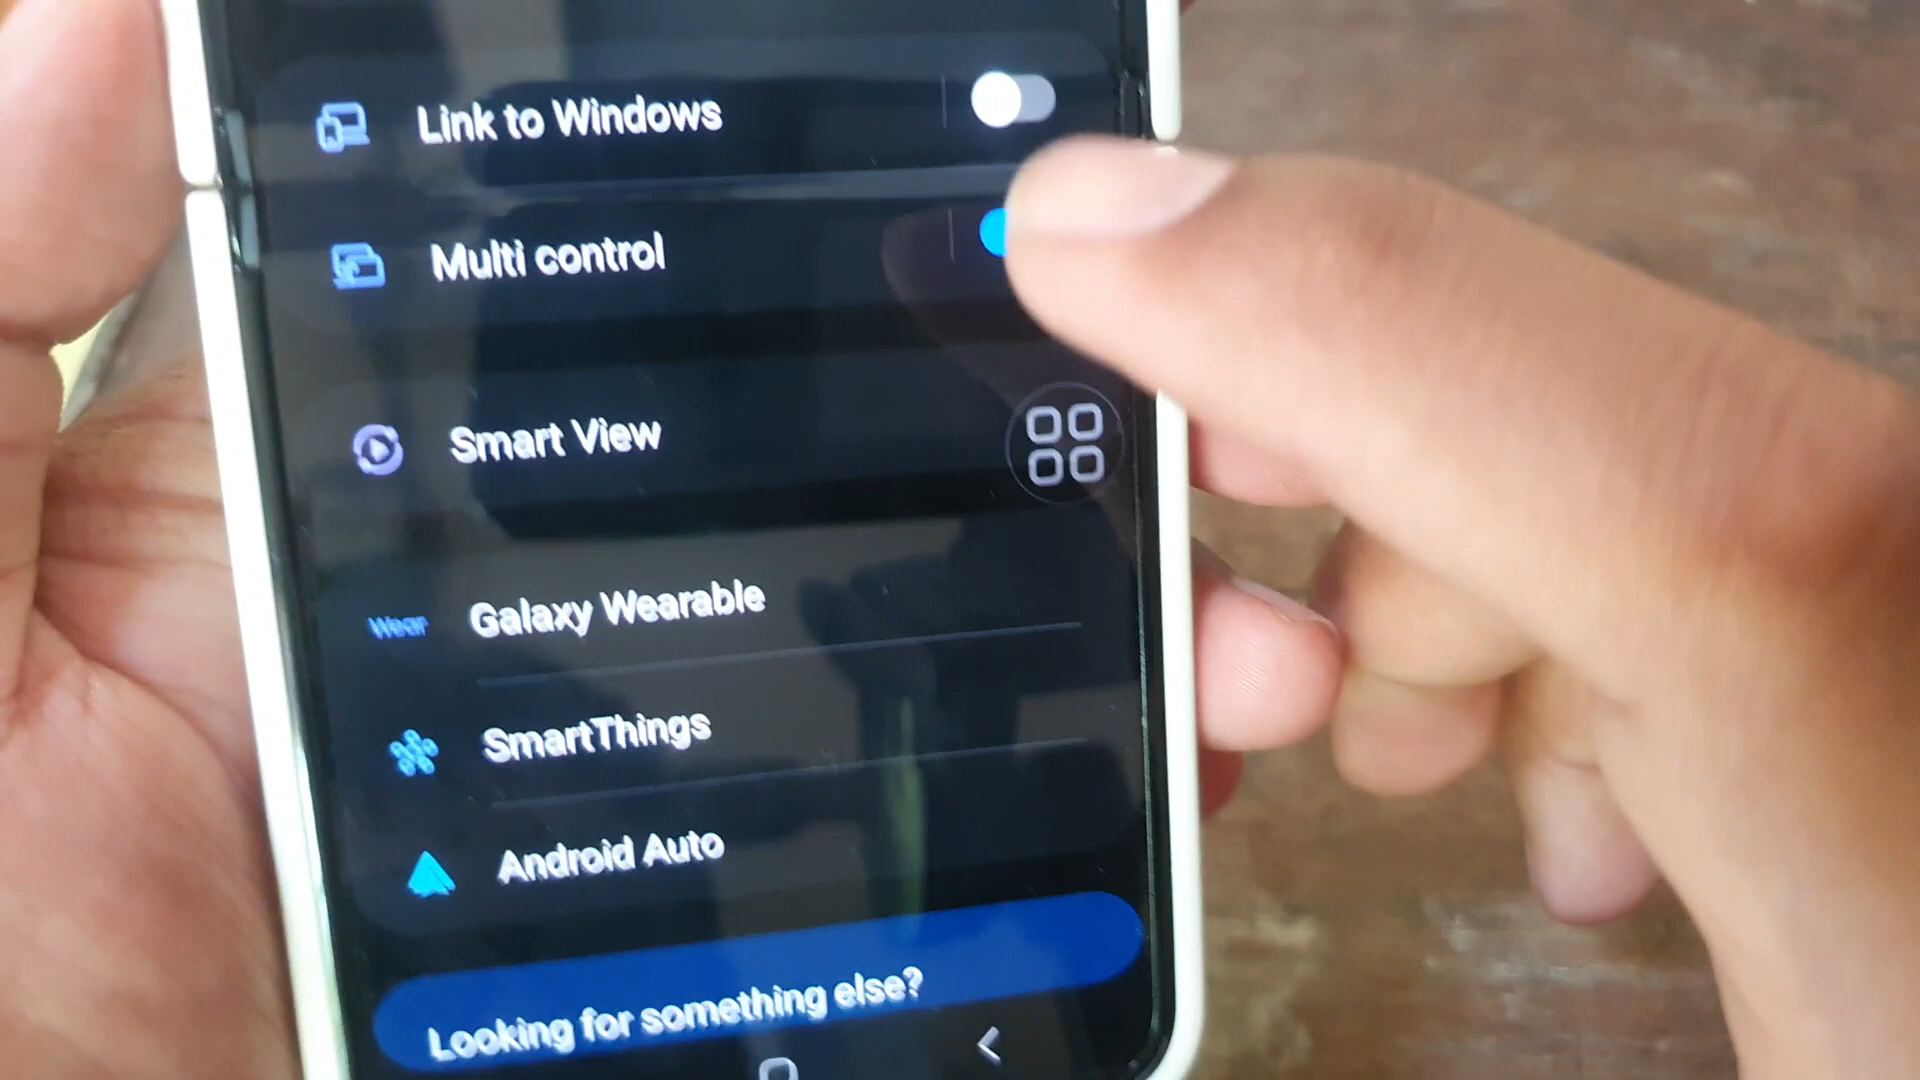 Link to Windows
Multi control
Smart View
Wear
Galaxy Wearable
SmartThings
Android Auto
Looking for something else?